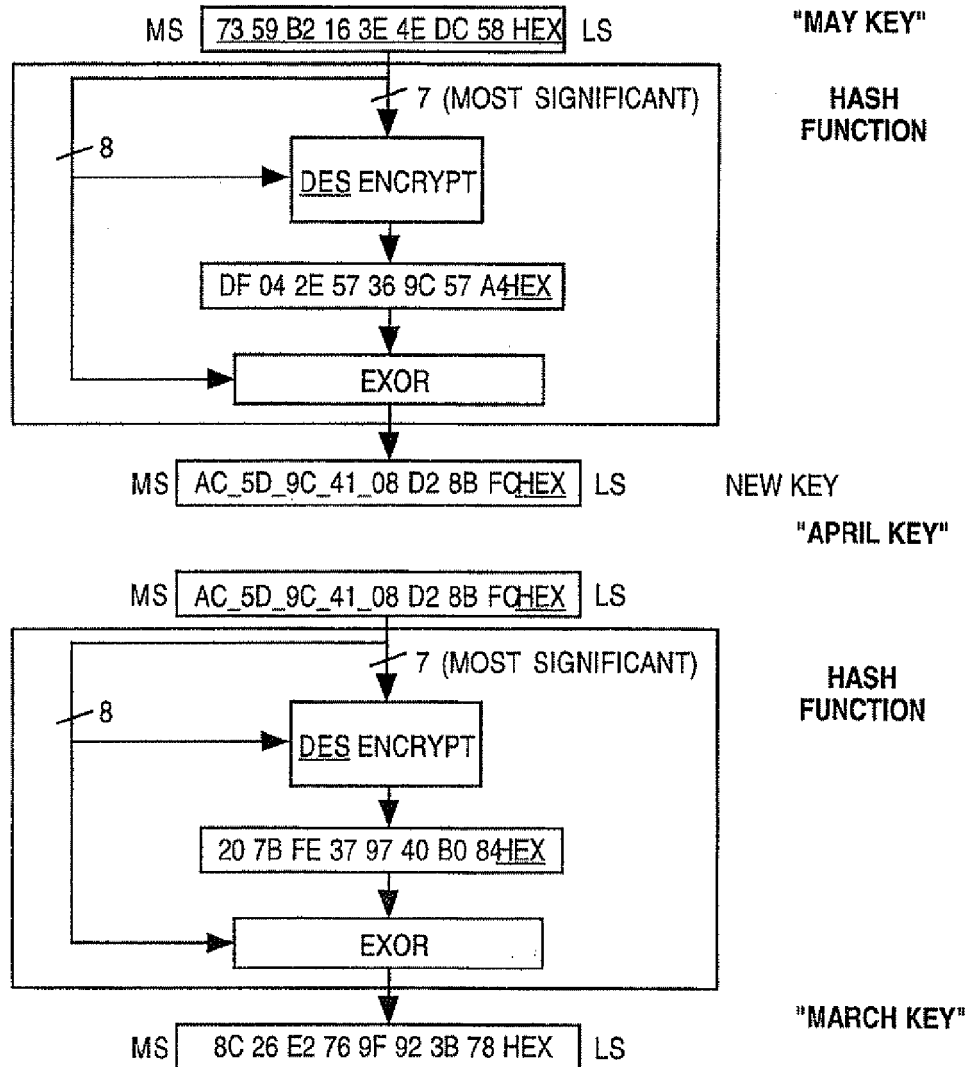 MS 73 59 B2 16 3E 4E DC 58 HEX LS "MAY KEY"
7 (MOST SIGNIFICANT)
HASH
FUNCTION
8
DES ENCRYPT
DF 04 2E 57 36 9C 57 A4HEX
EXOR
MS AC_5D_9C_41_08 D2 8B FCHEX LS NEW KEY
"APRIL KEY"
MS AC_5D_9C_41_08 D2 8B FCHEX LS
7 (MOST SIGNIFICANT)
HASH
FUNCTION
8
DES ENCRYPT
20 7B FE 37 97 40 B0 84HEX
EXOR
"MARCH KEY"
MS 8C 26 E2 76 9F 92 3B 78 HEX LS